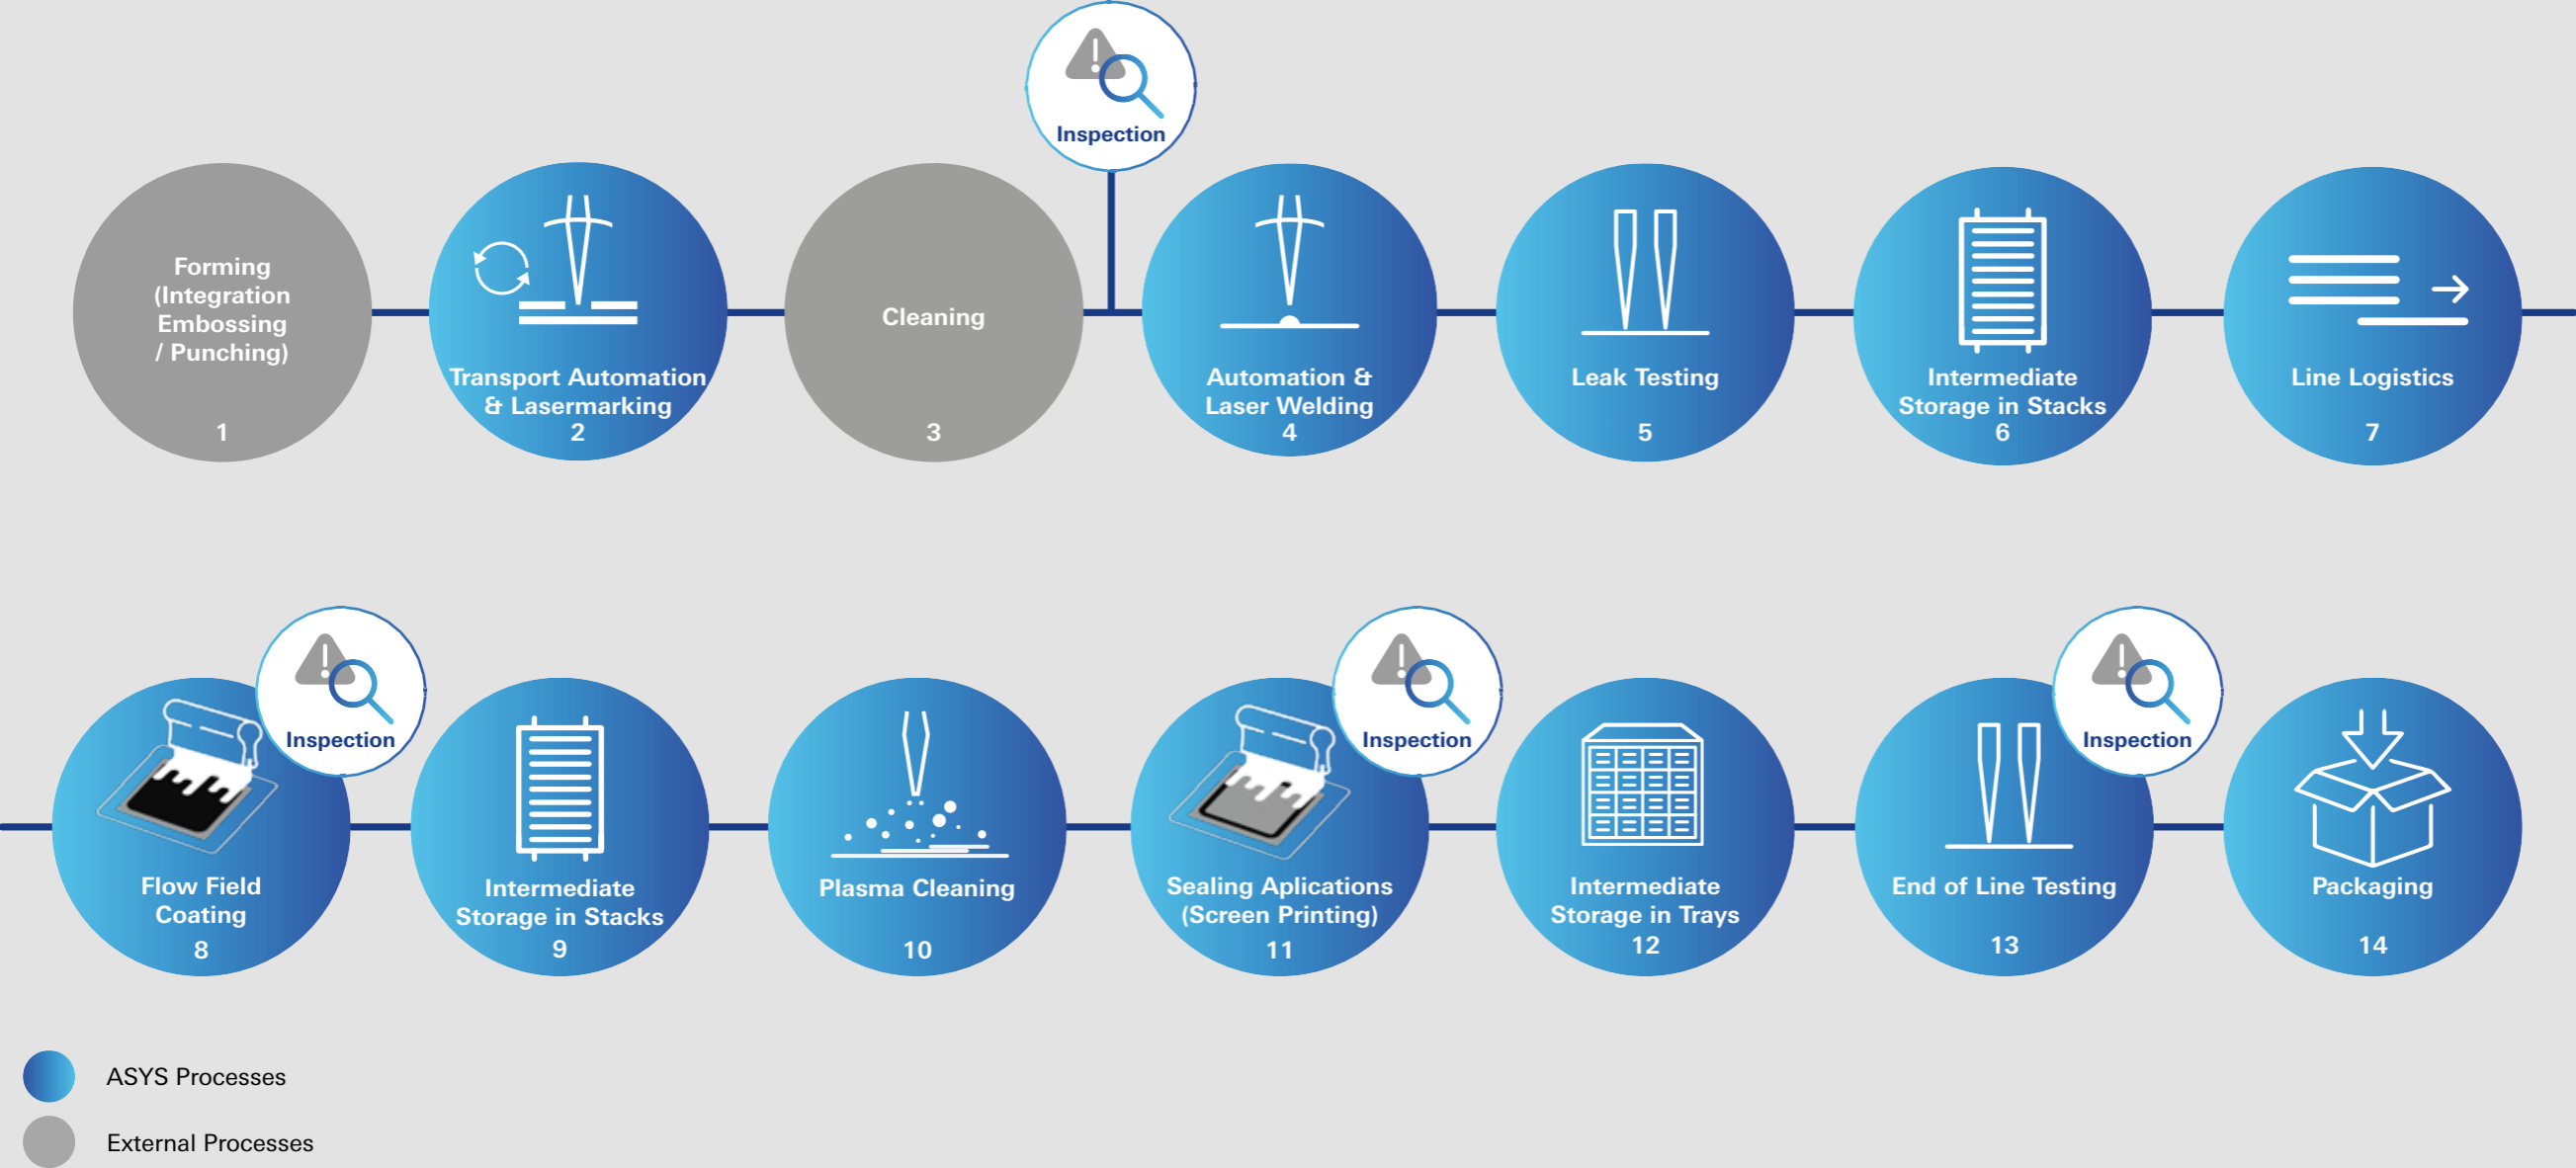 Inspection
Forming
(Integration
Embossing
/ Punching)
1
Transport Automation
& Lasermarking
2
Cleaning
3
Automation &
Laser Welding
4
Leak Testing
5
Intermediate
Storage in Stacks
6
Line Logistics
7
Inspection
Flow Field
Coating
8
Intermediate
Storage in Stacks
9
Plasma Cleaning
10
Inspection
Sealing Aplications
(Screen Printing)
11
Intermediate
Storage in Trays
12
Inspection
End of Line Testing
13
Packaging
14
ASYS Processes
External Processes